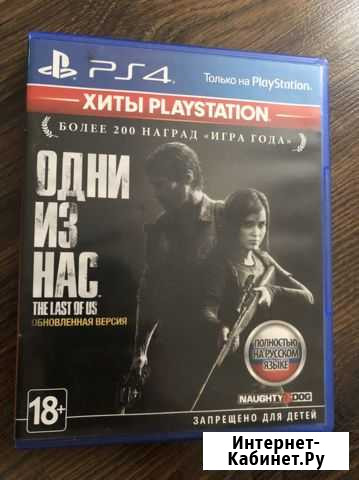 PS4
Только на PlayStation®
ХИТЫ PLAYSTATION®
БОЛЕЕ 200 НАГРАД «ИГРА ГОДА»
ОДНИ
ИЗ
НАС
THE LAST OF US
ОБНОВЛЕННАЯ ВЕРСИЯ
ПОЛНОСТЬЮ
НА РУССКОМ
ЯЗЫКЕ
NAUGHTY DOG
18+
ЗАПРЕЩЕНО ДЛЯ ДЕТЕЙ
Интернет-
Кабинет.Ру